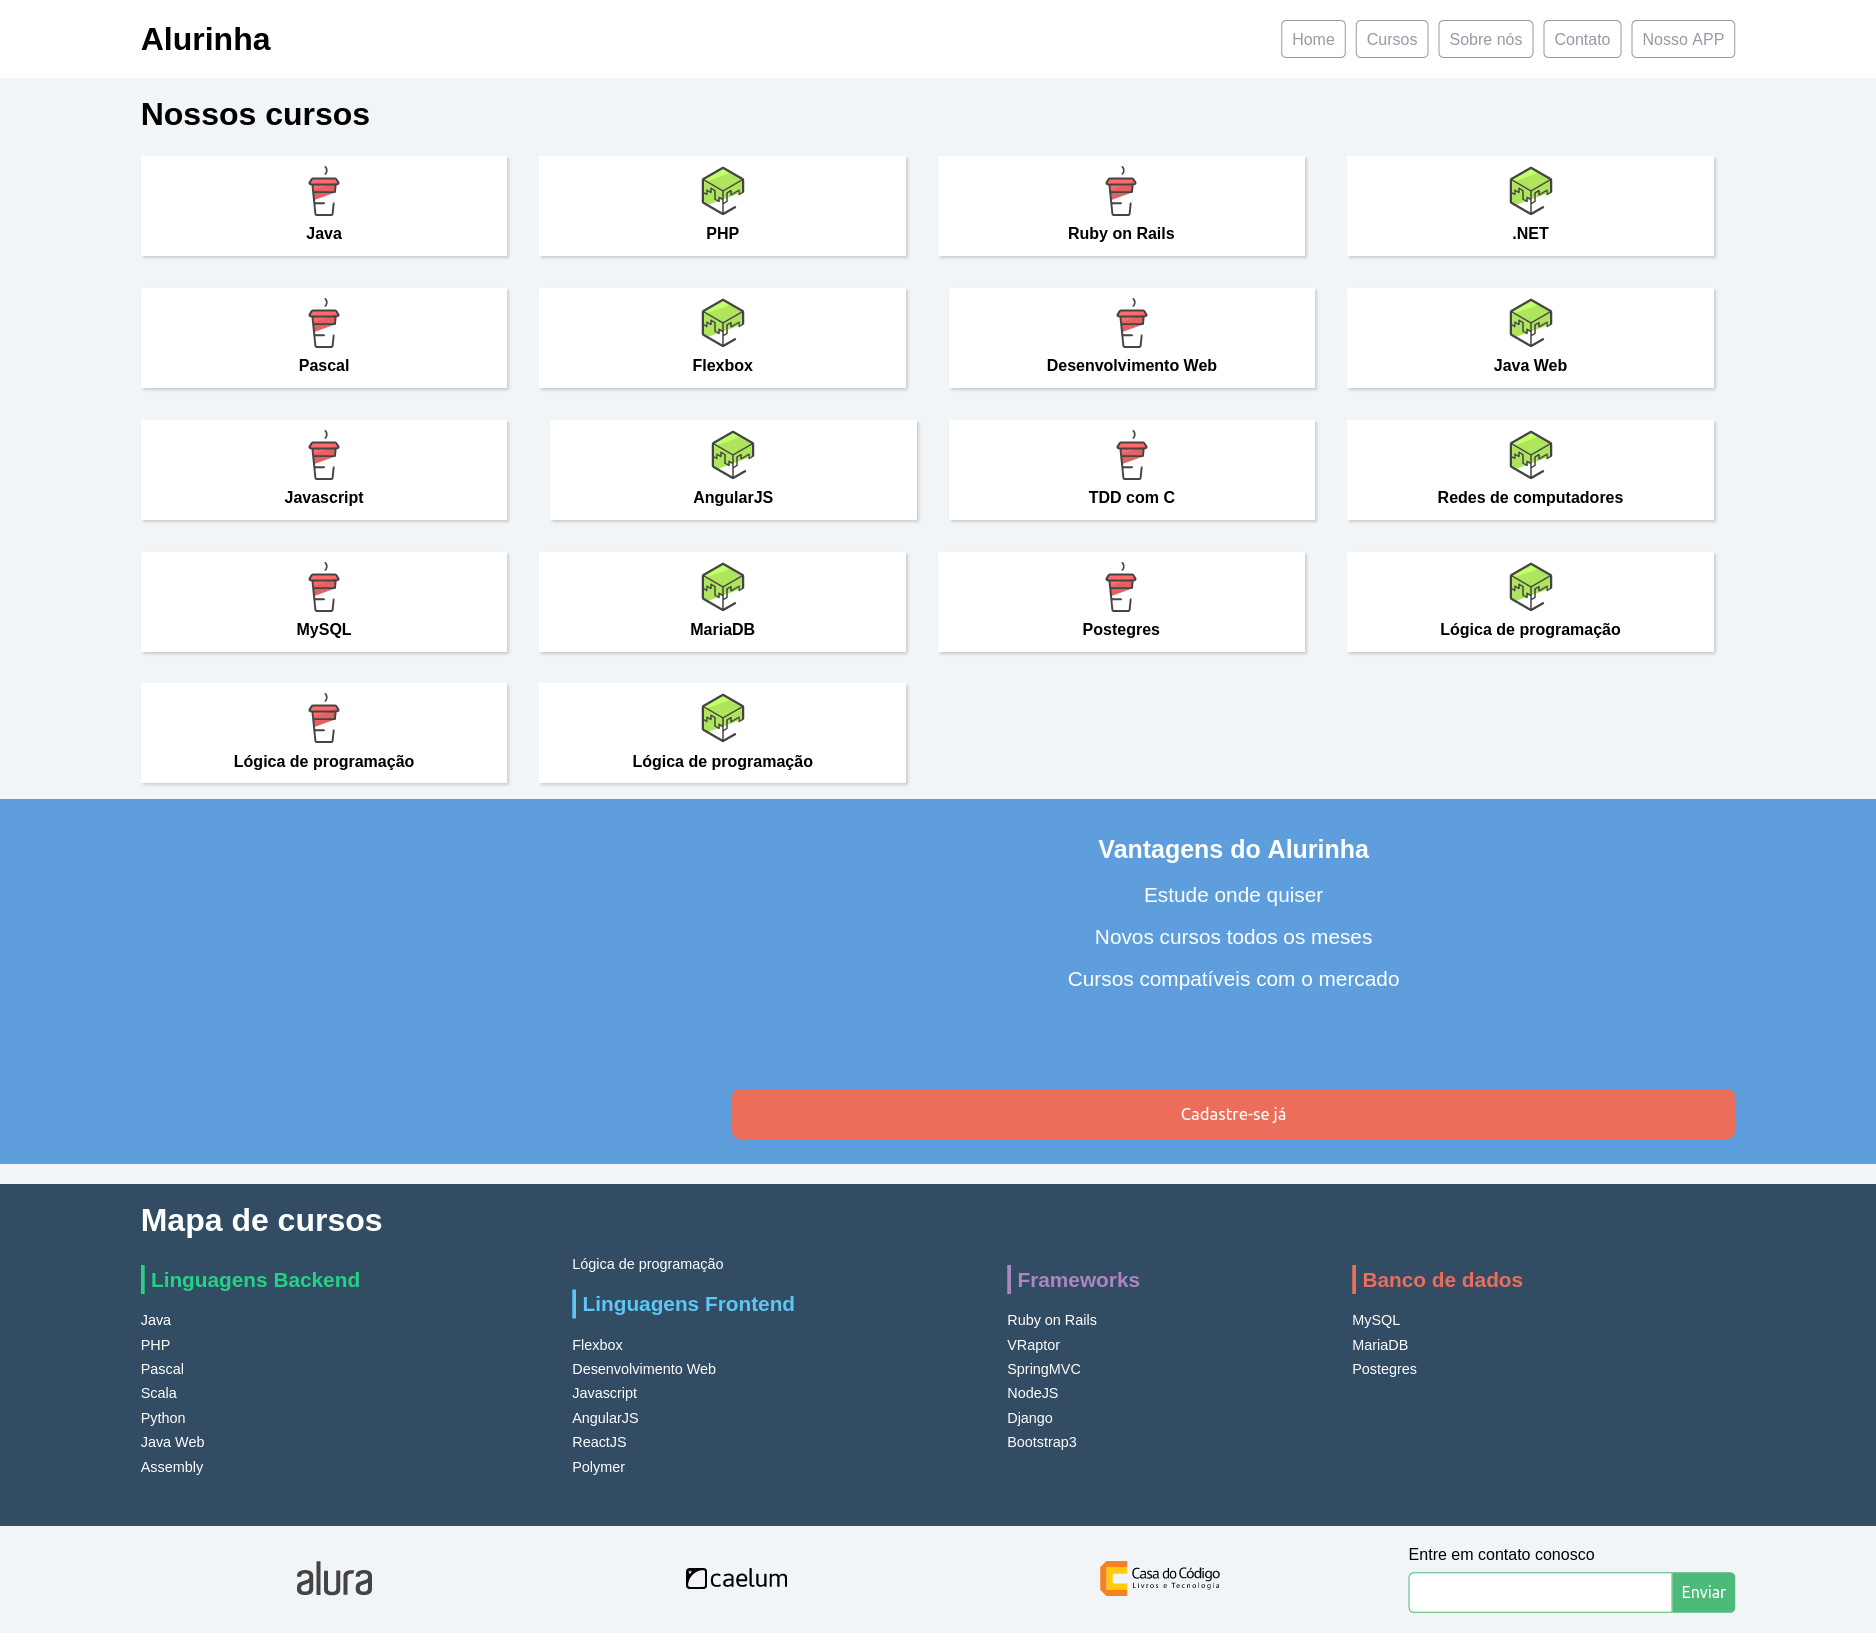 Alurinha
Home
Cursos
Sobre nós
Contato
Nosso APP
Nossos cursos
Java
PHP
Ruby on Rails
.NET
Pascal
Flexbox
Desenvolvimento Web
Java Web
Javascript
AngularJS
TDD com C
Redes de computadores
MySQL
MariaDB
Postegres
Lógica de programação
Lógica de programação
Lógica de programação
Vantagens do Alurinha
Estude onde quiser
Novos cursos todos os meses
Cursos compatíveis com o mercado
Cadastre-se já
Mapa de cursos
Linguagens Backend
Java
PHP
Pascal
Scala
Python
Java Web
Assembly
Lógica de programação
Linguagens Frontend
Flexbox
Desenvolvimento Web
Javascript
AngularJS
ReactJS
Polymer
Frameworks
Ruby on Rails
VRaptor
SpringMVC
NodeJS
Django
Bootstrap3
Banco de dados
MySQL
MariaDB
Postegres
alura
caelum
Casa do Código
Livros e Tecnologia
Entre em contato conosco
Enviar